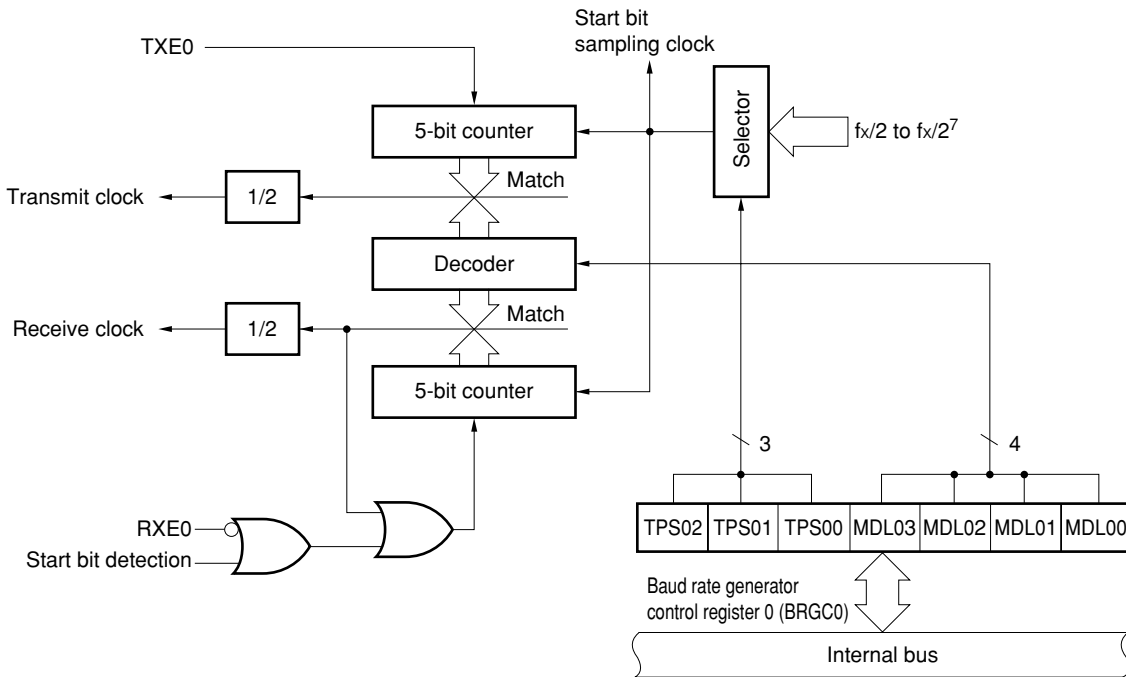 Start bit
sampling clock
TXE0
5-bit counter
Selector
fx/2 to fx/2⁷
Match
Transmit clock
1/2
Decoder
Match
Receive clock
1/2
5-bit counter
3
4
RXE0
Start bit detection
TPS02 TPS01 TPS00 MDL03 MDL02 MDL01 MDL00
Baud rate generator
control register 0 (BRGC0)
Internal bus